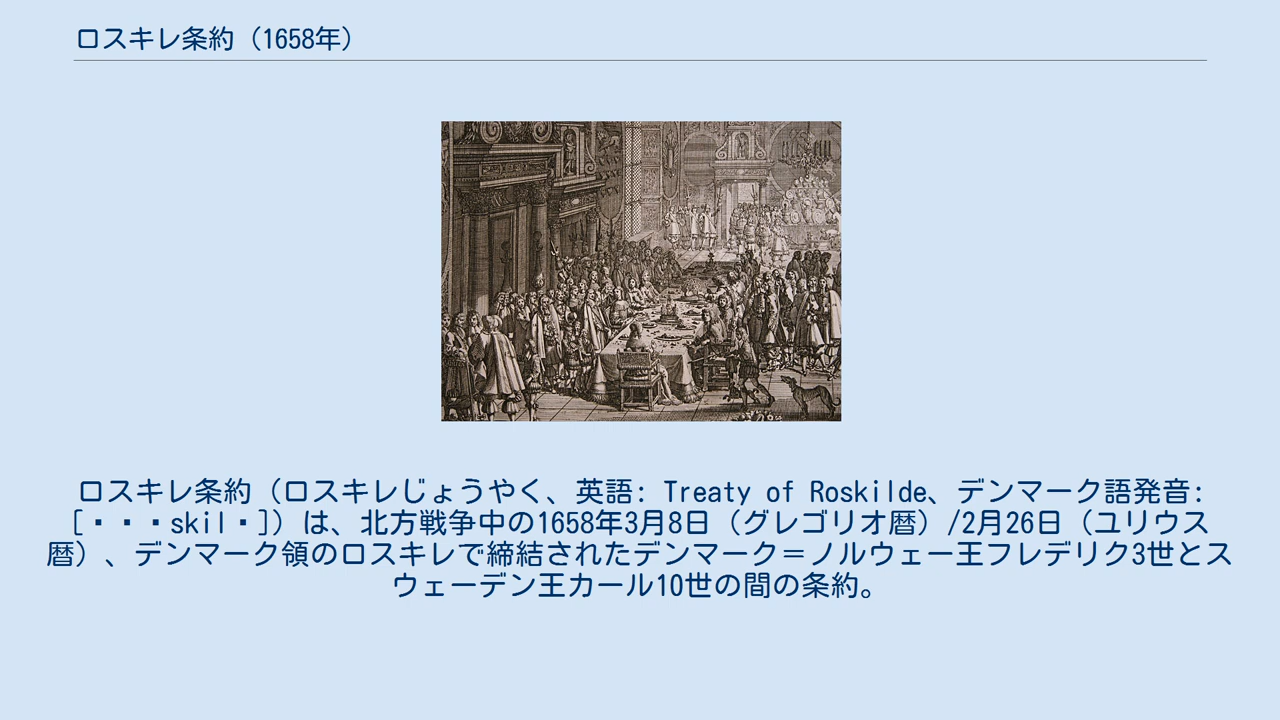 ロスキレ条約（1658年）
ロスキレ条約（ロスキレじょうやく、英語: Treaty of Roskilde、デンマーク語発音:
[・・・skil・]）は、北方戦争中の1658年3月8日（グレゴリオ暦）/2月26日（ユリウス
暦）、デンマーク領のロスキレで締結されたデンマーク＝ノルウェー王フレデリク3世とス
ウェーデン王カール10世の間の条約。